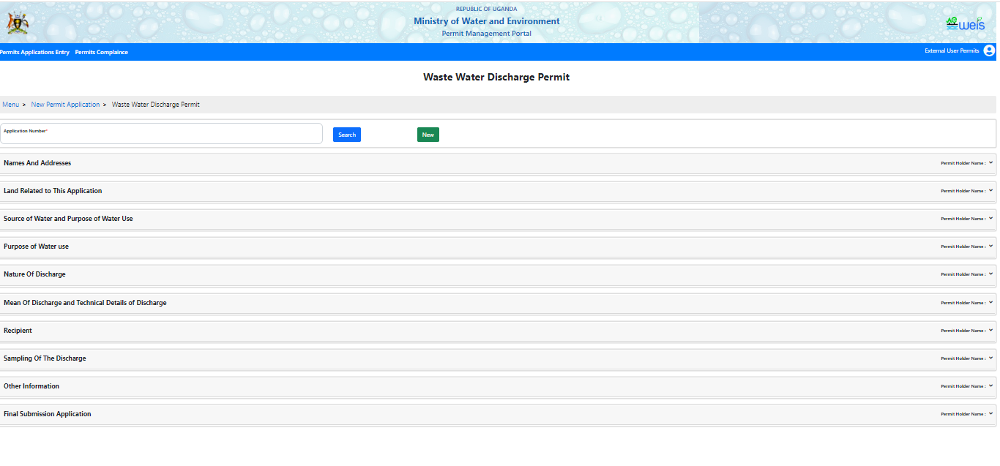 REPUBLIC OF UGANDA
Ministry of Water and Environment
Permit Management Portal
weis
Permits Applications Entry Permits Complaince
External User Permits
Waste Water Discharge Permit
Menu > New Permit Application > Waste Water Discharge Permit
Application Number*
Search
New
Names And Addresses
Permit Holder Name :
Land Related to This Application
Permit Holder Name :
Source of Water and Purpose of Water Use
Permit Holder Name :
Purpose of Water use
Permit Holder Name :
Nature Of Discharge
Permit Holder Name :
Mean Of Discharge and Technical Details of Discharge
Permit Holder Name :
Recipient
Permit Holder Name :
Sampling Of The Discharge
Permit Holder Name :
Other Information
Permit Holder Name :
Final Submission Application
Permit Holder Name :